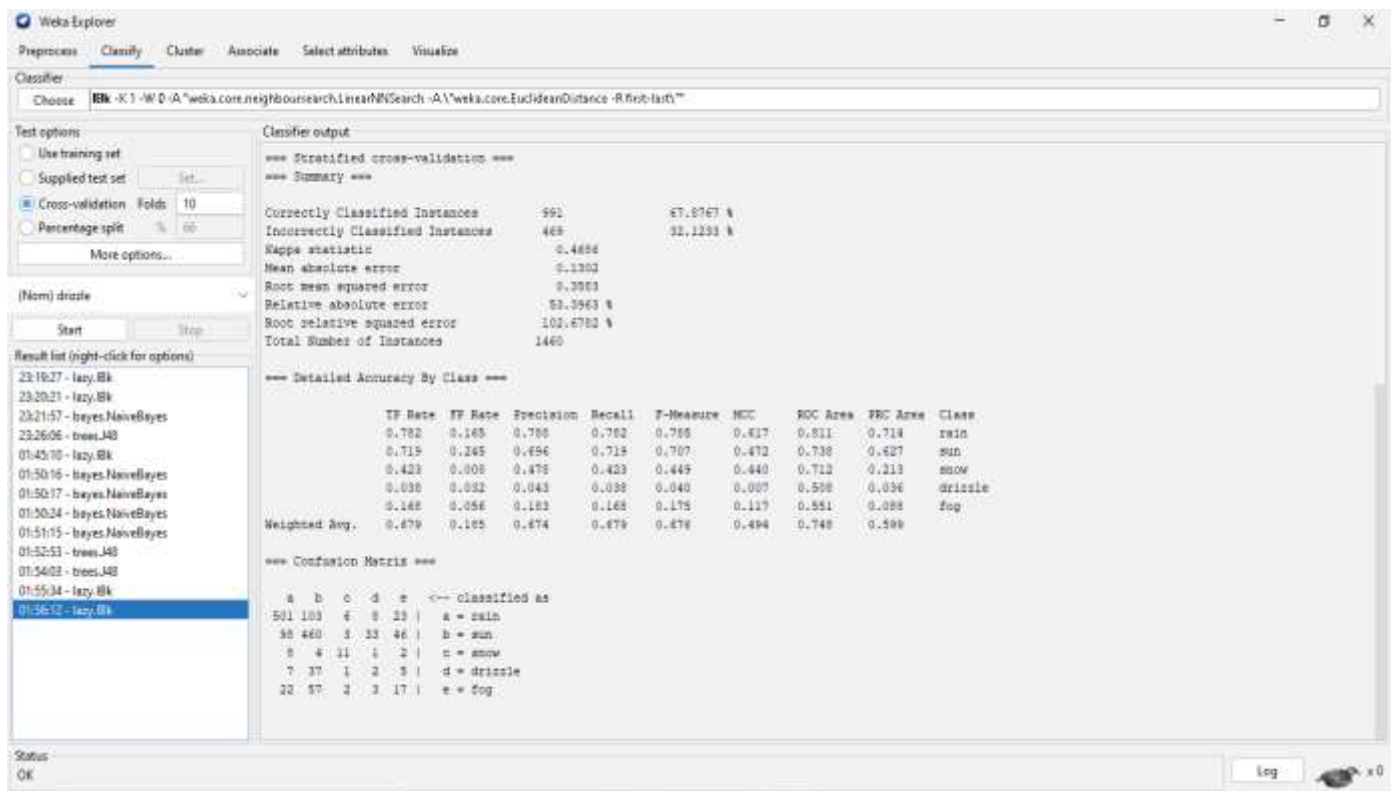 Weka Explorer
Preprocess Classify Cluster Associate Select attributes Visualize
Classifier
Choose IBk -K 1 -W 0 -A "weka.core.neighboursearch.LinearNNSearch -A \"weka.core.EuclideanDistance -R first-last\""
Test options
Use training set
Supplied test set Set...
Cross-validation Folds 10
Percentage split % 66
More options...
(Nom) drizzle
Start Stop
Result list (right-click for options)
23:19:27 - lazy.IBk
23:20:21 - lazy.IBk
23:21:57 - bayes.NaiveBayes
23:26:06 - trees.J48
01:45:10 - lazy.IBk
01:50:16 - bayes.NaiveBayes
01:50:17 - bayes.NaiveBayes
01:50:24 - bayes.NaiveBayes
01:51:15 - bayes.NaiveBayes
01:52:53 - trees.J48
01:54:03 - trees.J48
01:55:34 - lazy.IBk
01:56:12 - lazy.IBk
Classifier output
=== Stratified cross-validation ===
=== Summary ===
Correctly Classified Instances 991 67.8767 %
Incorrectly Classified Instances 469 32.1233 %
Kappa statistic 0.4686
Mean absolute error 0.1302
Root mean squared error 0.3583
Relative absolute error 53.3963 %
Root relative squared error 102.6782 %
Total Number of Instances 1460
=== Detailed Accuracy By Class ===
TP Rate FP Rate Precision Recall F-Measure MCC ROC Area PRC Area Class
0.782 0.165 0.788 0.782 0.785 0.617 0.811 0.714 rain
0.719 0.245 0.696 0.719 0.707 0.472 0.738 0.627 sun
0.423 0.008 0.478 0.423 0.449 0.440 0.712 0.213 snow
0.038 0.032 0.043 0.038 0.040 0.007 0.508 0.036 drizzle
0.168 0.056 0.183 0.168 0.175 0.117 0.551 0.088 fog
Weighted Avg. 0.679 0.185 0.674 0.679 0.676 0.494 0.748 0.599
=== Confusion Matrix ===
a b c d e <-- classified as
501 103 6 8 23 | a = rain
98 460 3 33 46 | b = sun
8 4 11 1 2 | c = snow
7 37 1 2 5 | d = drizzle
22 57 2 3 17 | e = fog
Status
OK
Log x 0